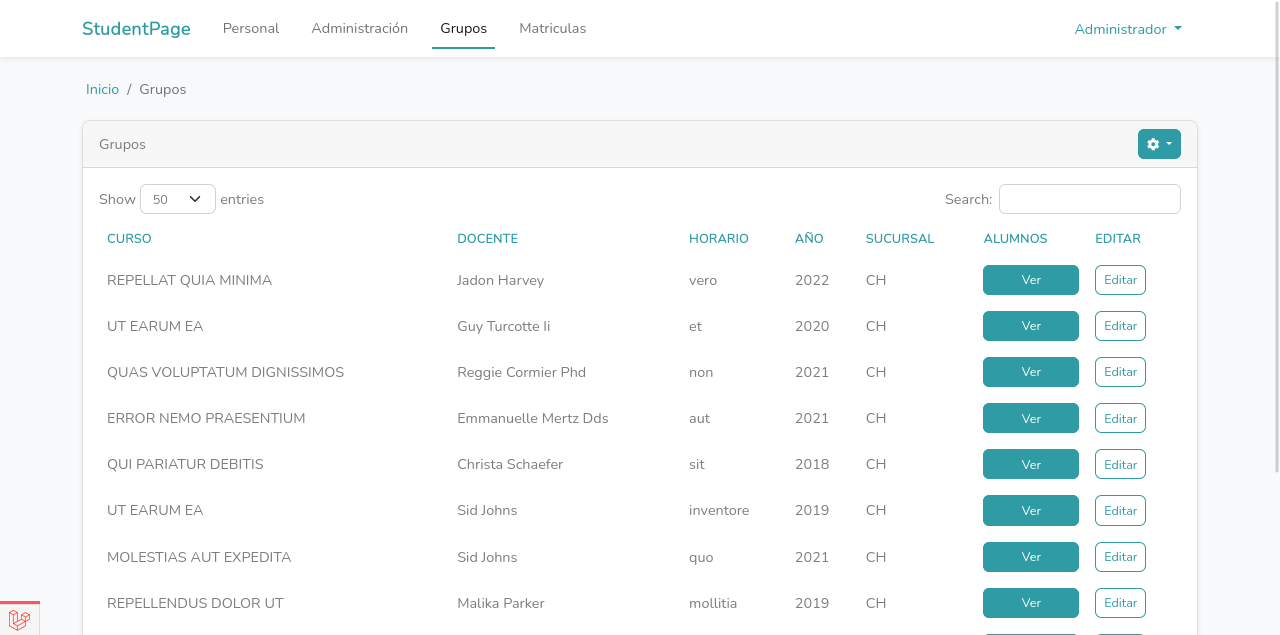 StudentPage Personal Administración Grupos Matriculas Administrador
Inicio / Grupos
Grupos
Show 50 entries Search:
CURSO DOCENTE HORARIO AÑO SUCURSAL ALUMNOS EDITAR
REPELLAT QUIA MINIMA Jadon Harvey vero 2022 CH Ver Editar
UT EARUM EA Guy Turcotte Ii et 2020 CH Ver Editar
QUAS VOLUPTATUM DIGNISSIMOS Reggie Cormier Phd non 2021 CH Ver Editar
ERROR NEMO PRAESENTIUM Emmanuelle Mertz Dds aut 2021 CH Ver Editar
QUI PARIATUR DEBITIS Christa Schaefer sit 2018 CH Ver Editar
UT EARUM EA Sid Johns inventore 2019 CH Ver Editar
MOLESTIAS AUT EXPEDITA Sid Johns quo 2021 CH Ver Editar
REPELLENDUS DOLOR UT Malika Parker mollitia 2019 CH Ver Editar